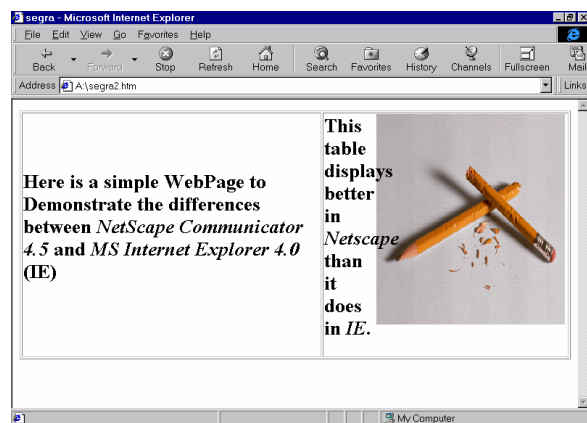 segra - Microsoft Internet Explorer
File Edit View Go Favorites Help
Back Forward Stop Refresh Home Search Favorites History Channels Fullscreen Mail
Address A:\segra2.htm Links
Here is a simple WebPage to
Demonstrate the differences
between NetScape Communicator
4.5 and MS Internet Explorer 4.0
(IE)
This
table
displays
better
in
Netscape
than
it
does
in IE.
My Computer